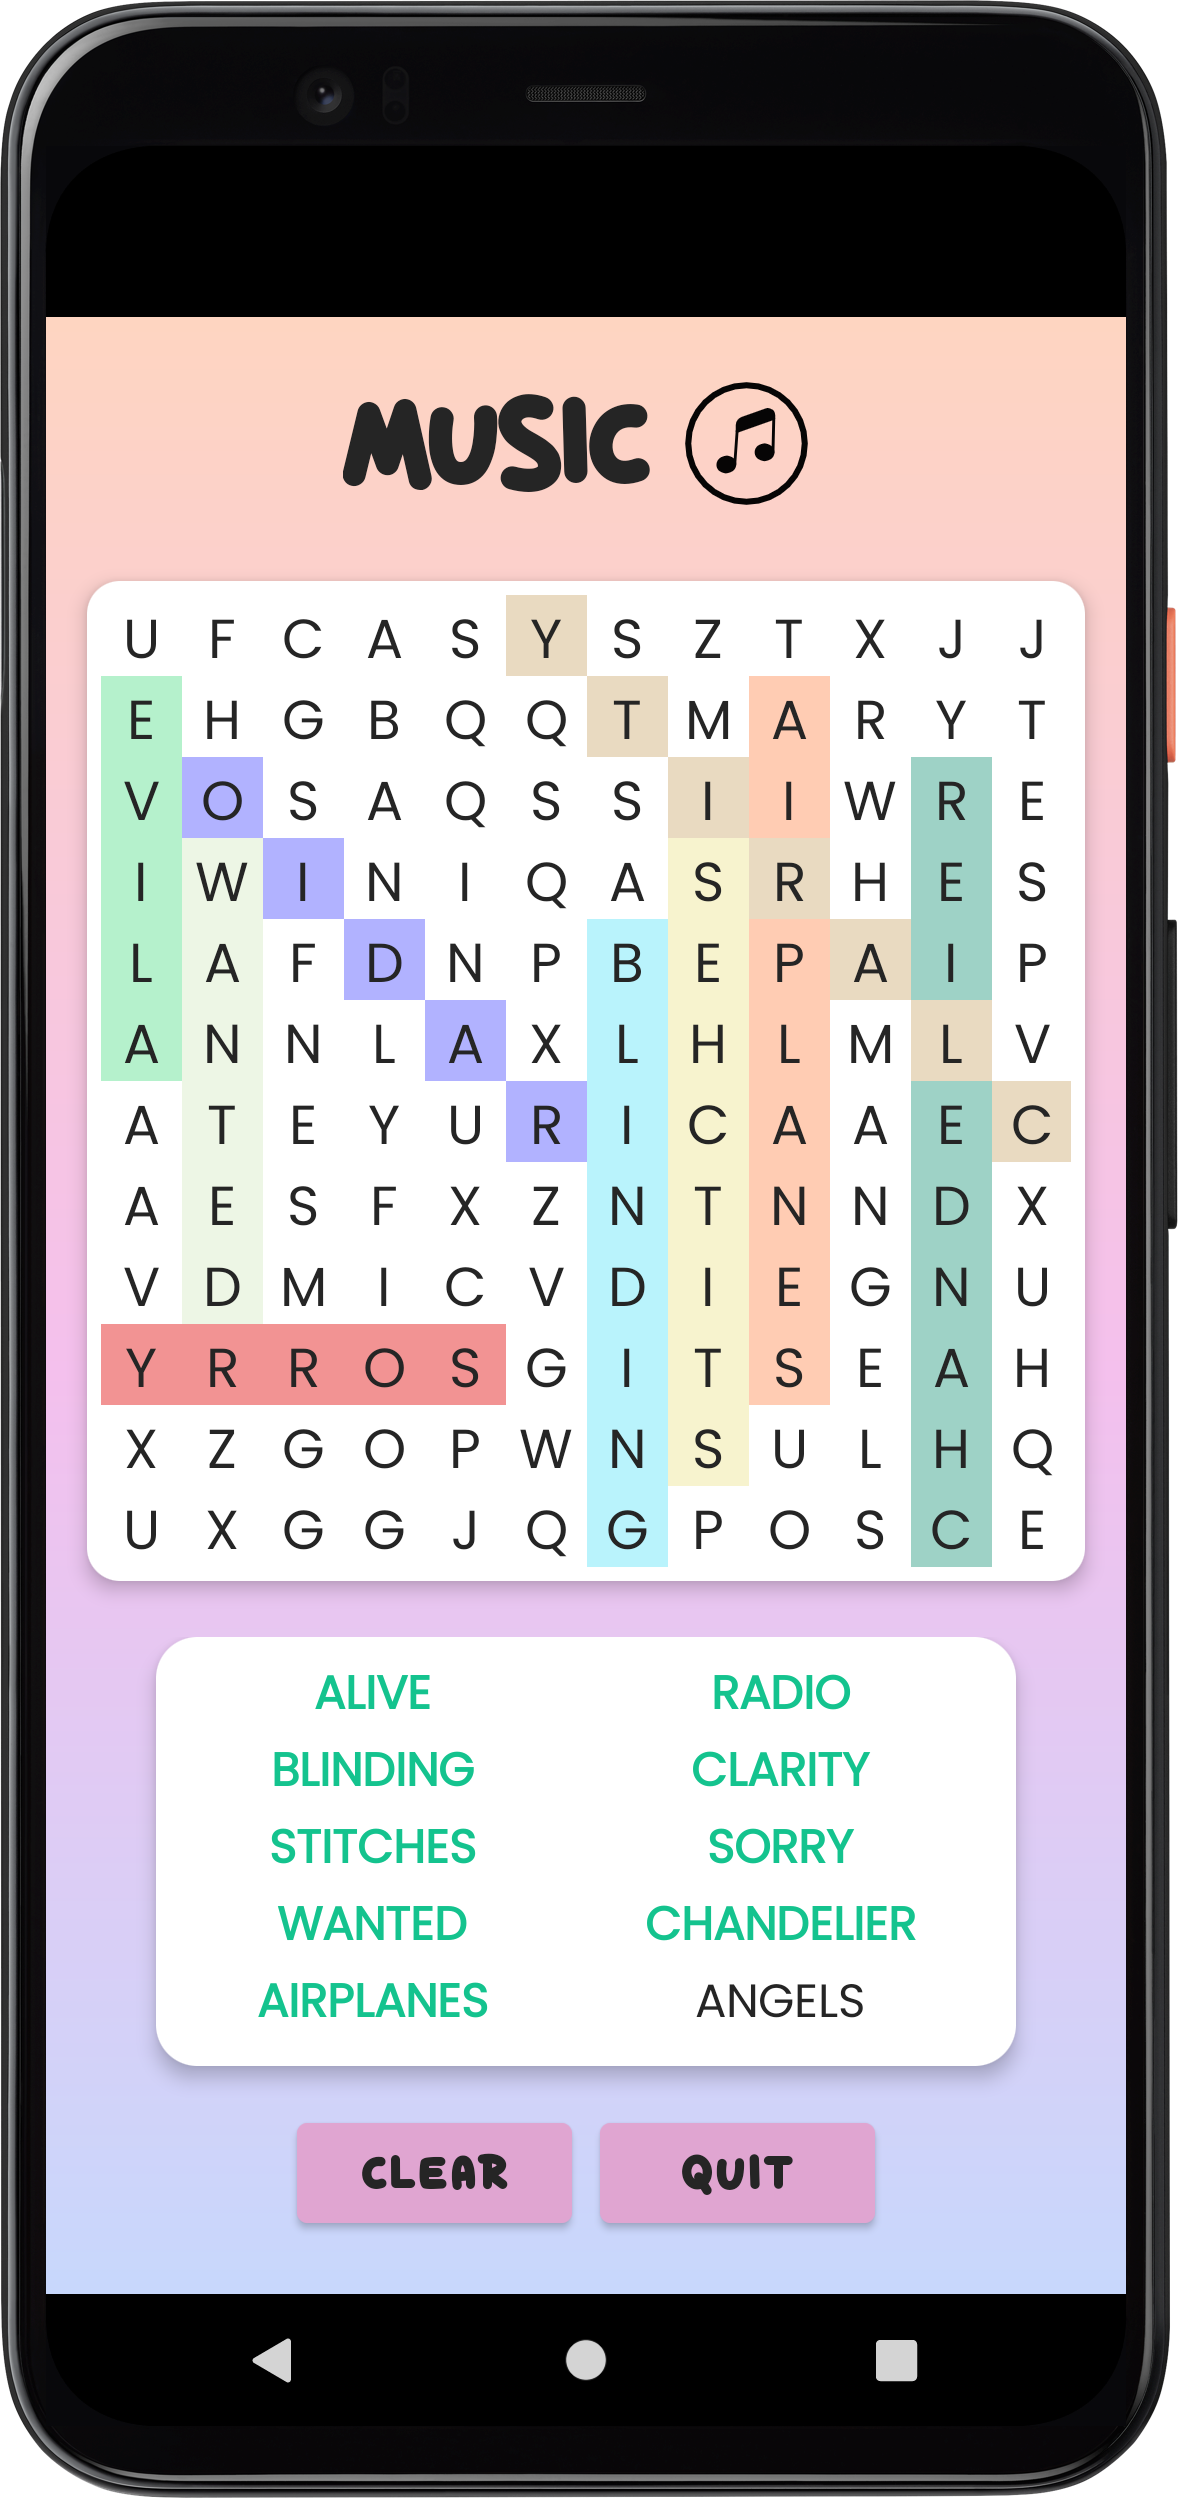 MUSIC
U F C A S Y S Z T X J J
E H G B Q Q T M A R Y T
V O S A Q S S I I W R E
I W I N I Q A S R H E S
L A F D N P B E P A I P
A N N L A X L H L M L V
A T E Y U R I C A A E C
A E S F X Z N T N N D X
V D M I C V D I E G N U
Y R R O S G I T S E A H
X Z G O P W N S U L H Q
U X G G J Q G P O S C E
ALIVE RADIO
BLINDING CLARITY
STITCHES SORRY
WANTED CHANDELIER
AIRPLANES ANGELS
CLEAR QUIT